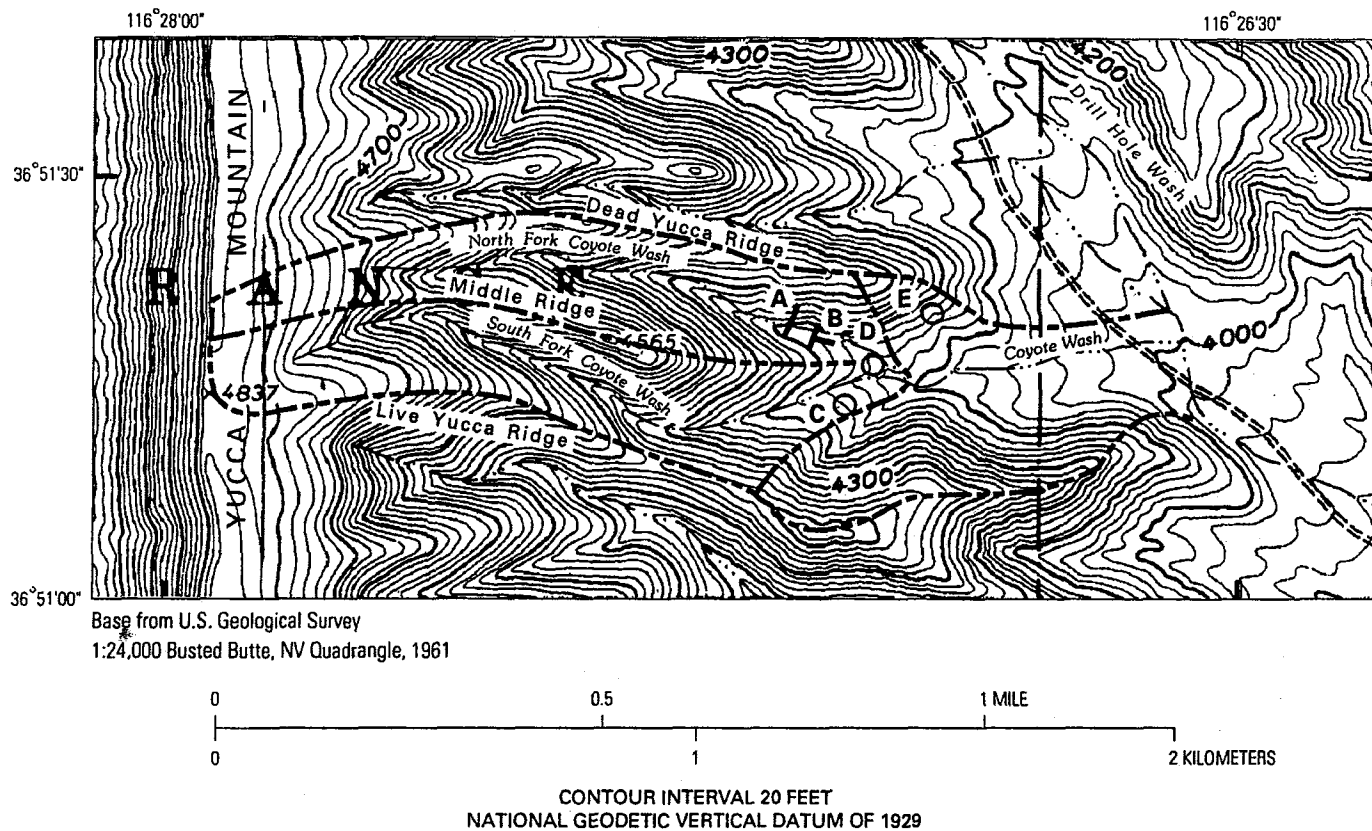 116°28'00"
116°26'30"
4300
4200
MOUNTAIN
4700
Drill Hole Wash
36°51'30"
Dead Yucca Ridge
North Fork Coyote Wash
R A N
Middle Ridge
A
E
B
D
4565
South Fork Coyote Wash
Coyote Wash
4000
4837
C
Live Yucca Ridge
YUCCA
4300
36°51'00"
Base from U.S. Geological Survey
1:24,000 Busted Butte, NV Quadrangle, 1961
0 0.5 1 MILE
0 1 2 KILOMETERS
CONTOUR INTERVAL 20 FEET
NATIONAL GEODETIC VERTICAL DATUM OF 1929